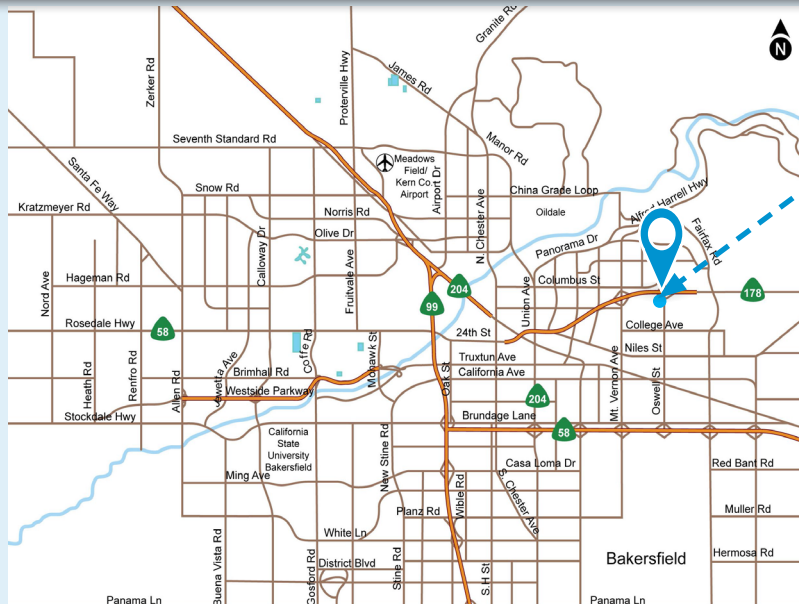 Granite Rd
N
Zerker Rd
Proterville Hwy
James Rd
Seventh Standard Rd
Manor Rd
Meadows
Field/
Kern Co.
Airport
Airport Dr
Santa Fe Way
Snow Rd
China Grade Loop
N. Chester Ave
Alfred Harrell Hwy
Kratzmeyer Rd
Norris Rd
Oildale
Olive Dr
Calloway Dr
Panorama Dr
Fairfax Rd
Nord Ave
Hageman Rd
Fruitvale Ave
Columbus St
204
178
99
Union Ave
Rosedale Hwy
58
24th St
College Ave
Coffe Rd
Mohawk St
Niles St
Truxtun Ave
Heath Rd
Renfro Rd
Allen Rd
Jewetta Ave
Brimhall Rd
California Ave
Oak St
Mt. Vernon Ave
Oswell St
Westside Parkway
204
Stockdale Hwy
Brundage Lane
58
California
State
University
Bakersfield
New Stine Rd
Casa Loma Dr
Red Bant Rd
Ming Ave
Wible Rd
S. Chester Ave
Planz Rd
Muller Rd
White Ln
Buena Vista Rd
Gosford Rd
District Blvd
Stine Rd
S.H St
Bakersfield
Hermosa Rd
Panama Ln
Panama Ln